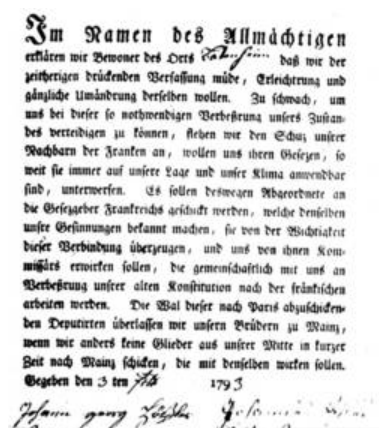 Im Namen des Allmächtigen
erklären wir Bewoner des Orts daß wir der
zeitherigen drückenden Verfassung müde, Erleichtrung und
gänzliche Umändrung derselben wollen. Zu schwach, um
uns bei dieser so nothwendigen Verbeßrung unsers Zustan-
des verteidigen zu können, flehen wir den Schuz unsrer
Nachbarn der Franken an, wollen uns ihren Gesezen, so
weit sie immer auf unsere Lage und unser Klima anwendbar
sind, unterwerfen. Es sollen deswegen Abgeordnete an
die Gesezgeber Frankreichs geschickt werden, welche denselben
unsre Gesinnungen bekannt machen, sie von der Wichtigkeit
dieser Verbindung überzeugen, und uns von ihnen Kom-
missärs erwirken sollen, die gemeinschaftlich mit uns an
Verbeßrung unsrer alten Konstitution nach der fränkischen
arbeiten werden. Die Wal dieser nach Paris abzuschicken-
den Deputirten überlassen wir unsern Brüdern zu Mainz,
wenn wir anders keine Glieder aus unsrer Mitte in kurzer
Zeit nach Mainz schicken, die mit denselben wirken sollen.
Gegeben den 3 ten 1793
Johann georg Johannes